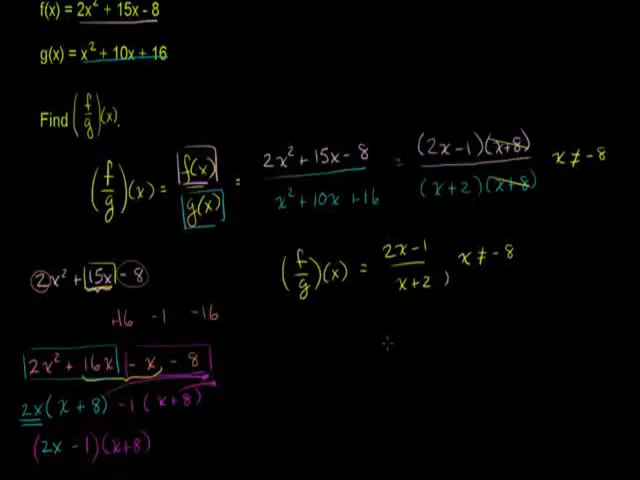 f(x) = 2x² + 15x - 8
g(x) = x² + 10x + 16
Find (f/g)(x).
(f/g)(x) = f(x)/g(x) = (2x² + 15x - 8)/(x² + 10x + 16) = (2x - 1)(x+8)/(x+2)(x+8) x ≠ -8
(f/g)(x) = (2x - 1)/(x+2), x ≠ -8
2x² + 15x - 8
+16 -1 -16
2x² + 16x - x - 8
2x(x + 8) - 1(x+8)
(2x - 1)(x+8)